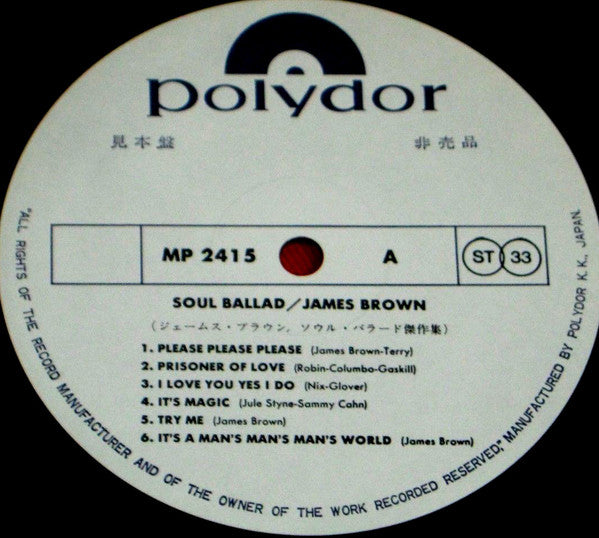 polydor
見本盤 非売品
MP 2415 A ST 33
SOUL BALLAD/JAMES BROWN
(ジェームス・ブラウン, ソウル・バラード傑作集)
1. PLEASE PLEASE PLEASE (James Brown-Terry)
2. PRISONER OF LOVE (Robin-Columbo-Gaskill)
3. I LOVE YOU YES I DO (Nix-Glover)
4. IT'S MAGIC (Jule Styne-Sammy Cahn)
5. TRY ME (James Brown)
6. IT'S A MAN'S MAN'S MAN'S WORLD (James Brown)
"ALL RIGHTS OF THE RECORD MANUFACTURER AND OF THE OWNER OF THE WORK RECORDED RESERVED," MANUFACTURED BY POLYDOR K.K., JAPAN.